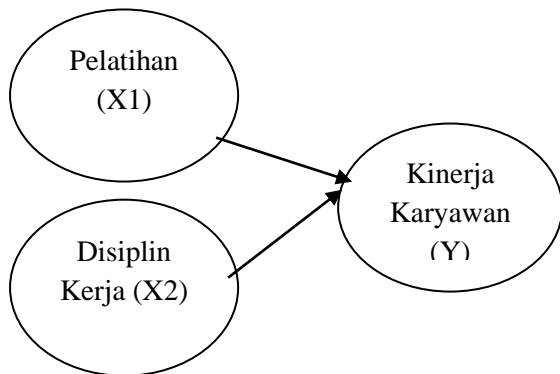 Pelatihan
(X1)
Kinerja
Karyawan
(Y)
Disiplin
Kerja (X2)